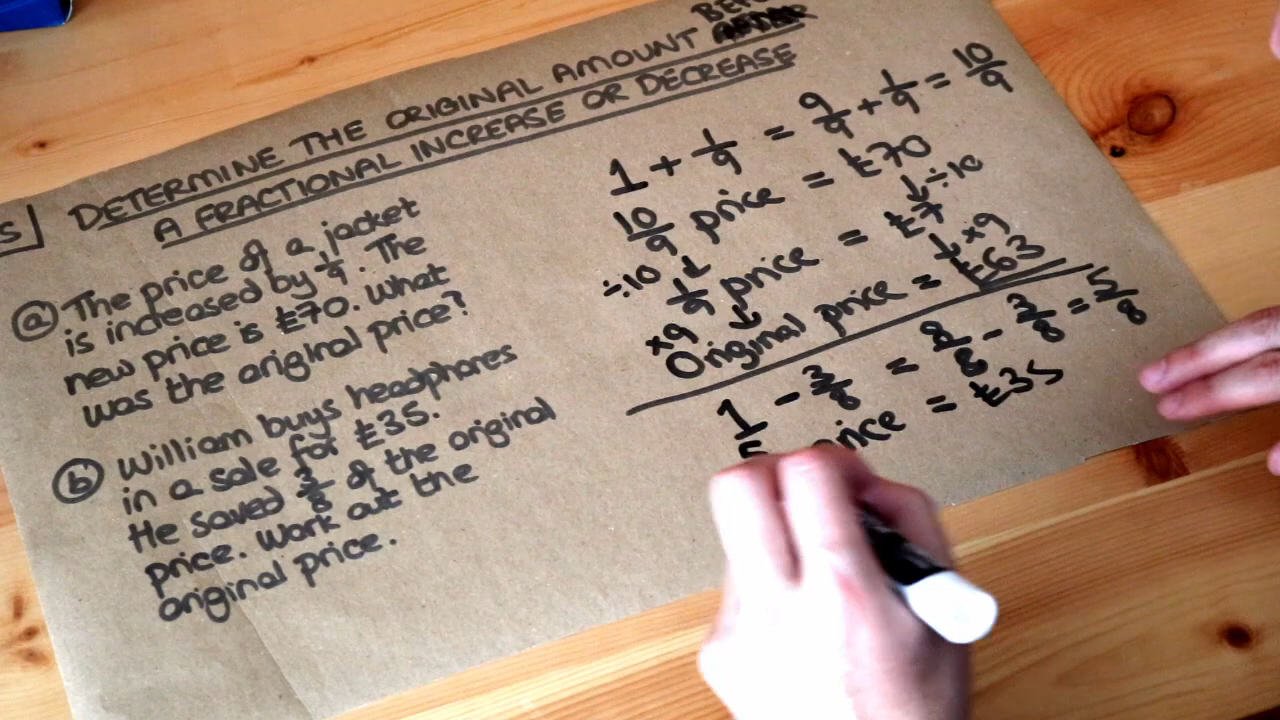 5] DETERMINE THE ORIGINAL AMOUNT
A FRACTIONAL INCREASE OR DECREASE
(a) The price of a jacket
is increased by 1/9. The
new price is £70. What
was the original price?
(b) William buys headphones
in a sale for £35.
He saved 3/8 of the original
price. Work out the
original price.
1 + 1/9 = 9/9 + 1/9 = 10/9
10/9 price = £70
÷10 ↓ ↓ ÷10
1/9 price = £7
×9 ↓ ↓ ×9
Original price = £63
1 - 3/8 = 8/8 - 3/8 = 5/8
5 price = £35